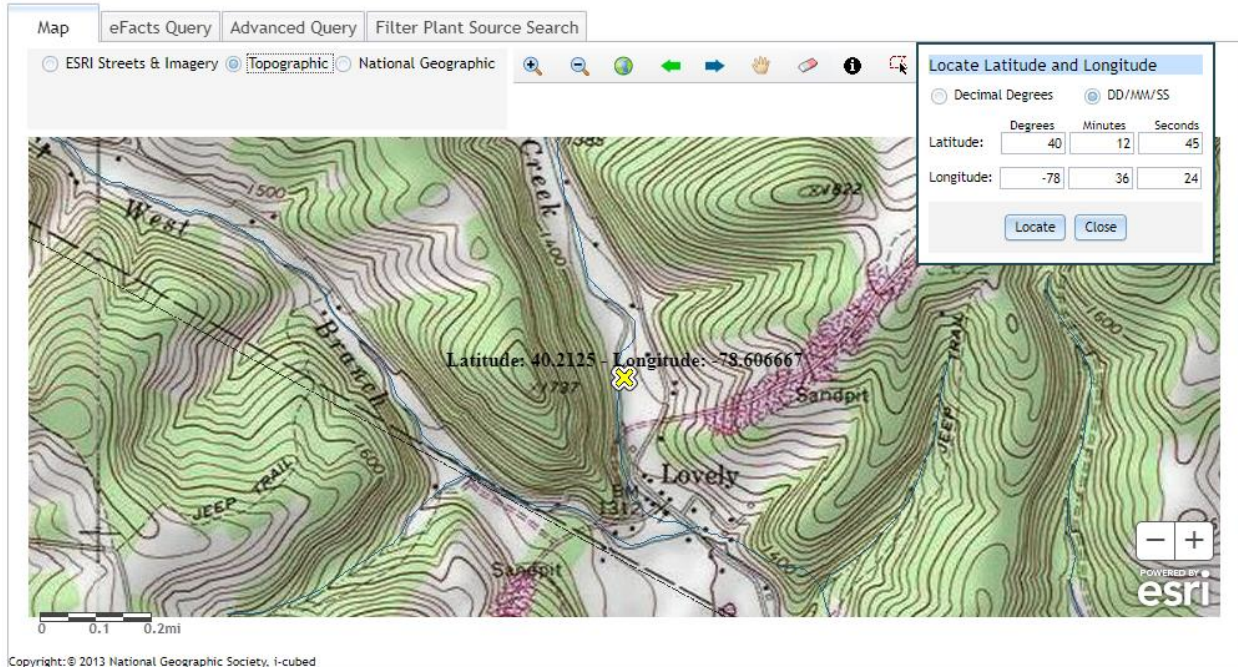 Map eFacts Query Advanced Query Filter Plant Source Search
ESRI Streets & Imagery Topographic National Geographic
Locate Latitude and Longitude
Decimal Degrees DD/MM/SS
Degrees Minutes Seconds
Latitude: 40 12 45
Longitude: -78 36 24
Locate Close
Creek
1500
1822
West
1400
1600
Branch
JEEP TRAIL
Latitude: 40.2125 - Longitude: -78.606667
1737
Sandpit
600
JEEP TRAIL
Lovely
BM
1312
1400
Sandpit
POWERED BY
esri
0 0.1 0.2mi
Copyright:© 2013 National Geographic Society, i-cubed